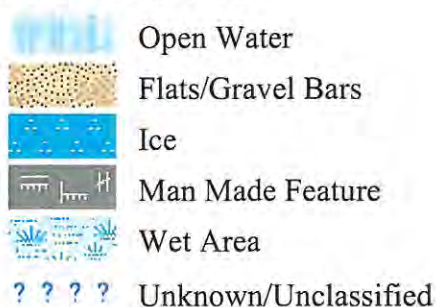 Open Water
Flats/Gravel Bars
Ice
Man Made Feature
Wet Area
? ? ? ? Unknown/Unclassified